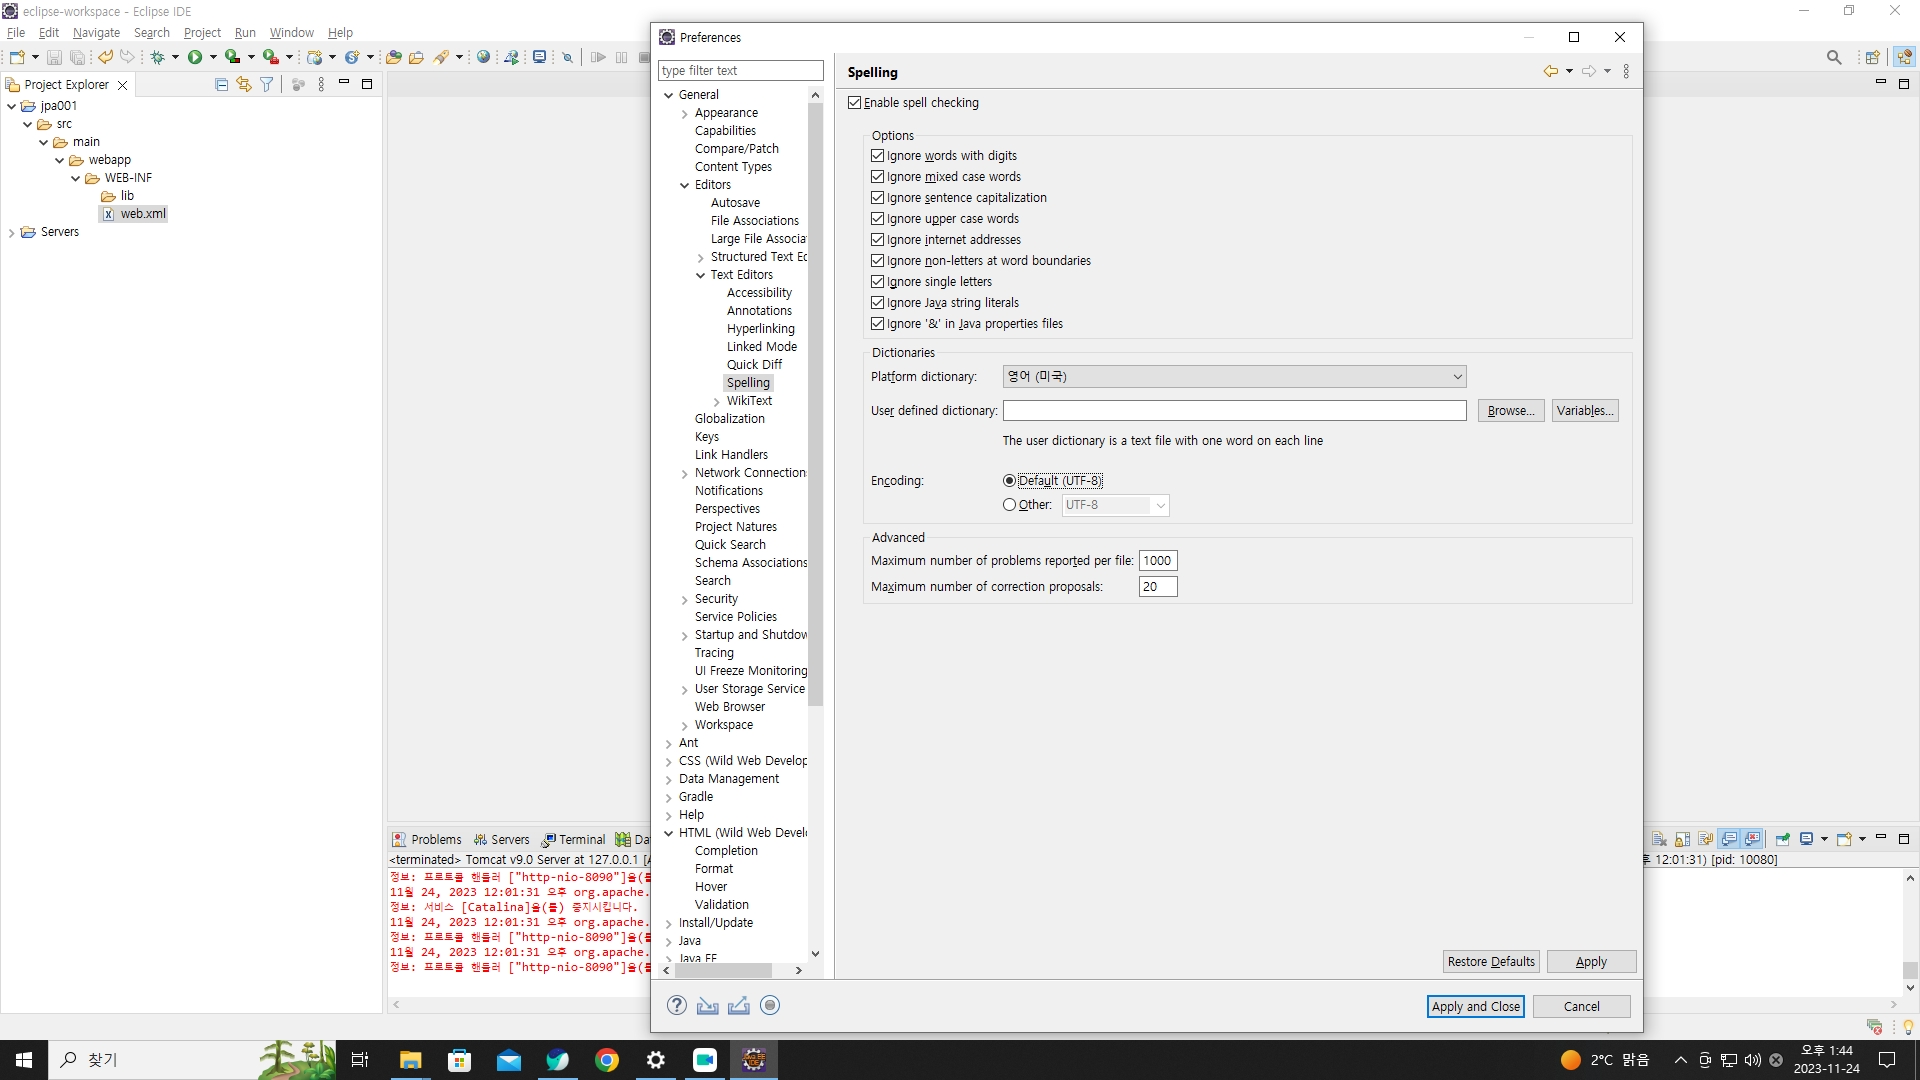 eclipse-workspace - Eclipse IDE
File Edit Navigate Search Project Run Window Help
Project Explorer
jpa001
src
main
webapp
WEB-INF
lib
web.xml
Servers
Problems Servers Terminal Da
<terminated> Tomcat v9.0 Server at 127.0.0.1 [
12:01:31) [pid: 10080]
정보: 프로토콜 핸들러 ["http-nio-8090"]을(를
11월 24, 2023 12:01:31 오후 org.apache.
정보: 서비스 [Catalina]을(를) 중지시킵니다.
11월 24, 2023 12:01:31 오후 org.apache.
정보: 프로토콜 핸들러 ["http-nio-8090"]을(를
11월 24, 2023 12:01:31 오후 org.apache.
정보: 프로토콜 핸들러 ["http-nio-8090"]을(를
Preferences
type filter text
General
Appearance
Capabilities
Compare/Patch
Content Types
Editors
Autosave
File Associations
Large File Associa
Structured Text Ec
Text Editors
Accessibility
Annotations
Hyperlinking
Linked Mode
Quick Diff
Spelling
WikiText
Globalization
Keys
Link Handlers
Network Connection
Notifications
Perspectives
Project Natures
Quick Search
Schema Associations
Search
Security
Service Policies
Startup and Shutdow
Tracing
UI Freeze Monitoring
User Storage Service
Web Browser
Workspace
Ant
CSS (Wild Web Develop
Data Management
Gradle
Help
HTML (Wild Web Devel
Completion
Format
Hover
Validation
Install/Update
Java
Java EE
Spelling
Enable spell checking
Options
Ignore words with digits
Ignore mixed case words
Ignore sentence capitalization
Ignore upper case words
Ignore internet addresses
Ignore non-letters at word boundaries
Ignore single letters
Ignore Java string literals
Ignore '&' in Java properties files
Dictionaries
Platform dictionary: 영어 (미국)
User defined dictionary: Browse... Variables...
The user dictionary is a text file with one word on each line
Encoding: Default (UTF-8)
Other: UTF-8
Advanced
Maximum number of problems reported per file: 1000
Maximum number of correction proposals: 20
Restore Defaults Apply
Apply and Close Cancel
찾기
2°C 맑음
오후 1:44
2023-11-24